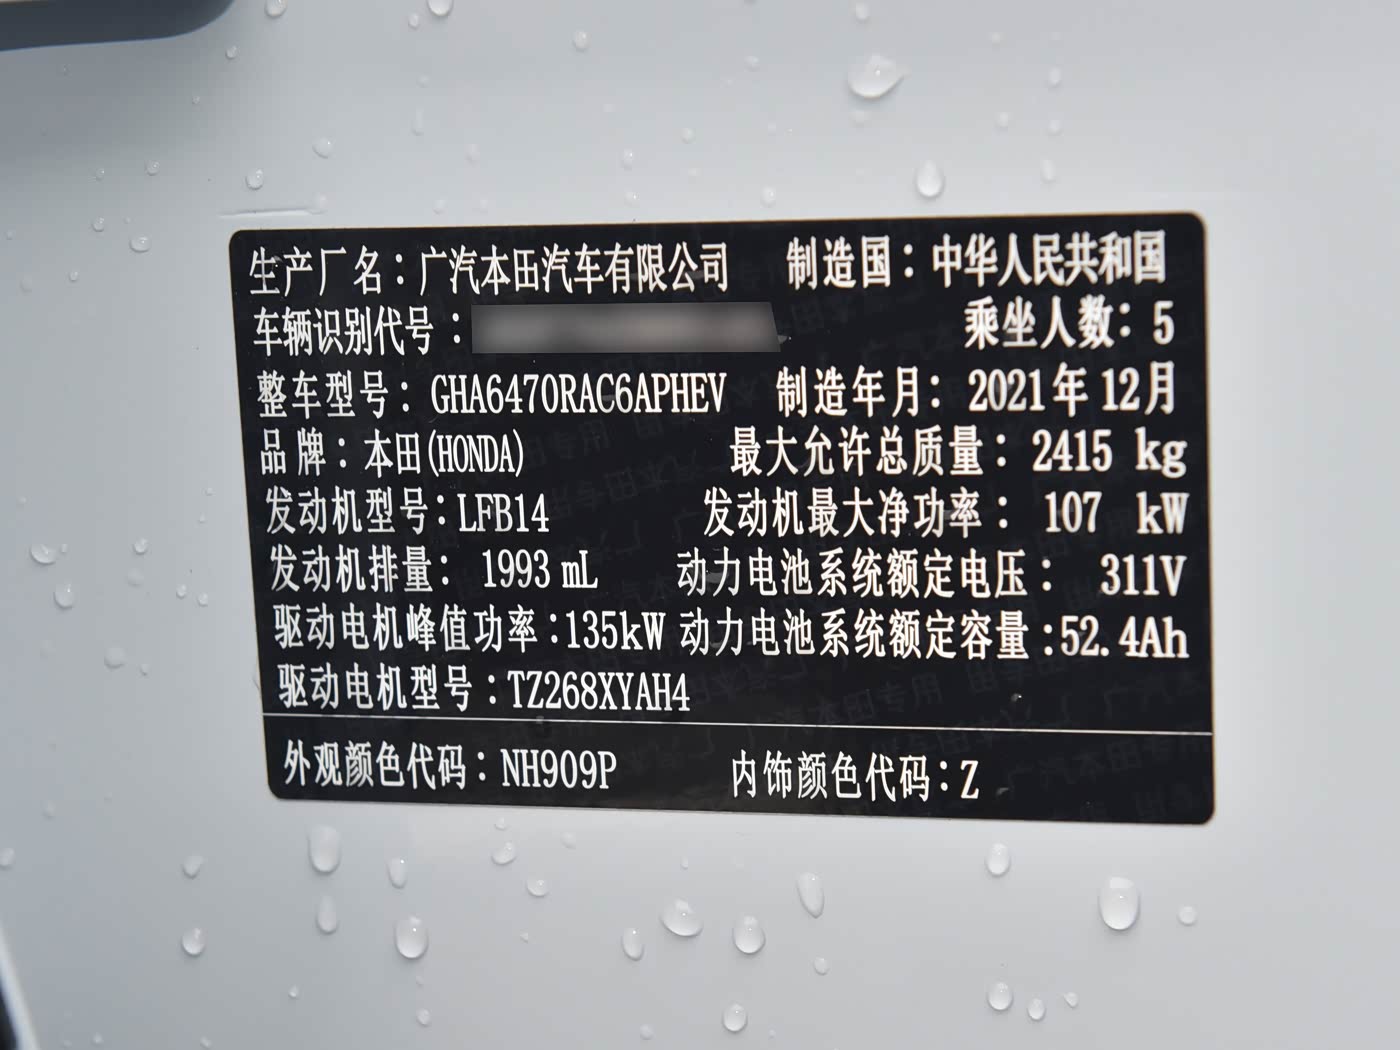 生产厂名：广汽本田汽车有限公司 制造国：中华人民共和国
车辆识别代号： 乘坐人数：5
整车型号：GHA6470RAC6APHEV 制造年月：2021年12月
品牌：本田(HONDA) 最大允许总质量：2415 kg
发动机型号：LFB14 发动机最大净功率：107 kW
发动机排量：1993 mL 动力电池系统额定电压：311V
驱动电机峰值功率：135kW 动力电池系统额定容量：52.4Ah
驱动电机型号：TZ268XYAH4
外观颜色代码：NH909P 内饰颜色代码：Z